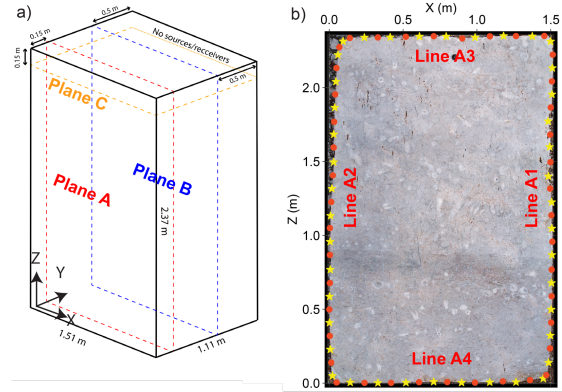 a)
0.5 m
0.15 m
0.15 m
No sources/recceivers
0.5 m
Plane C
Plane A
Plane B
2.37 m
Z
Y
X
1.51 m
1.11 m
b)
X (m)
0.0 0.5 1.0 1.5
Line A3
2.0
1.5
1.0
0.5
0.0
Z (m)
Line A2
Line A1
Line A4